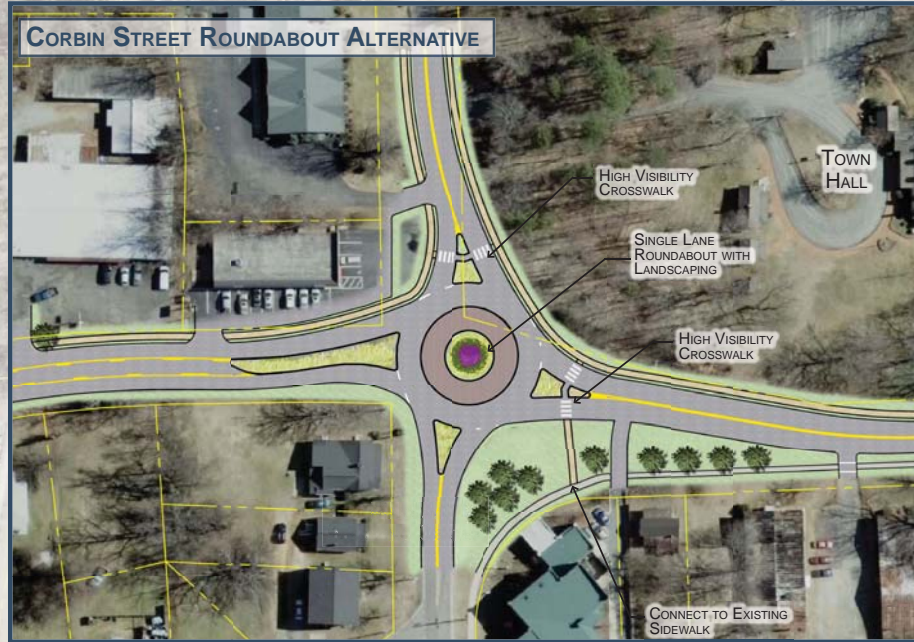 CORBIN STREET ROUNDABOUT ALTERNATIVE
TOWN
HALL
HIGH VISIBILITY
CROSSWALK
SINGLE LANE
ROUNDABOUT WITH
LANDSCAPING
HIGH VISIBILITY
CROSSWALK
CONNECT TO EXISTING
SIDEWALK